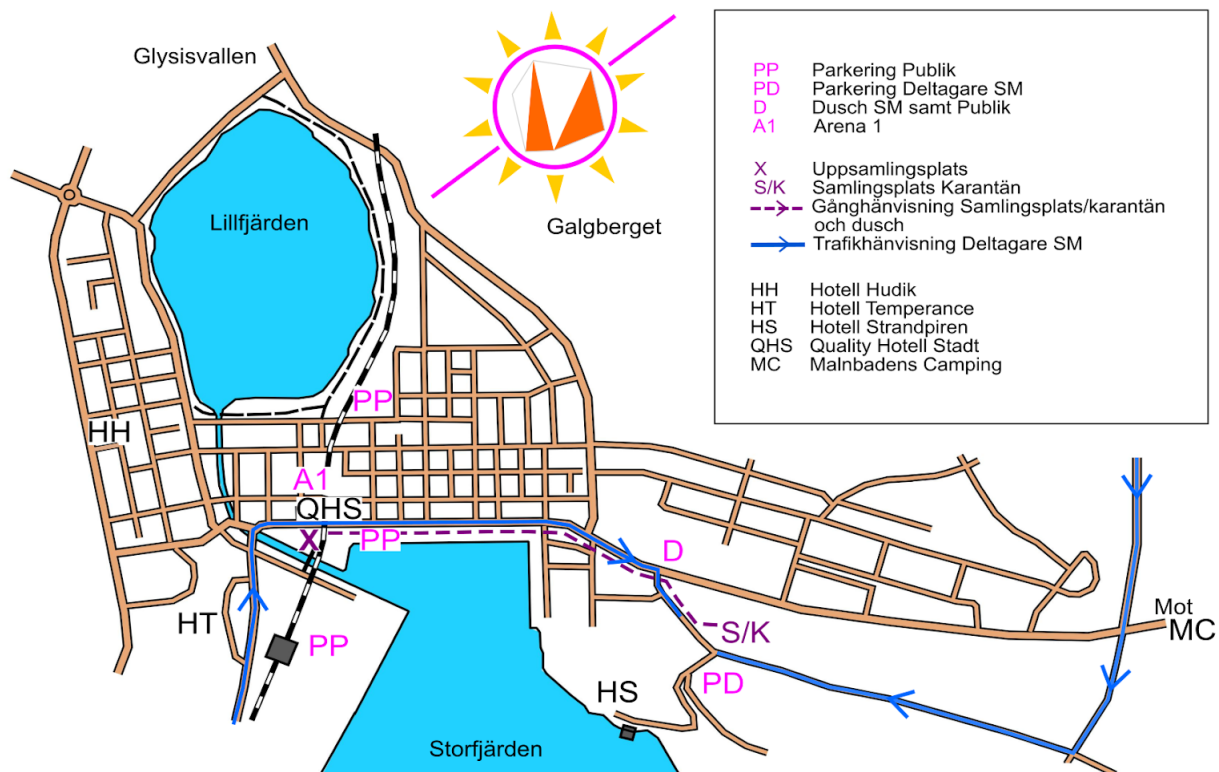 Glysisvallen
Lillfjärden
Galgberget
PP Parkering Publik
PD Parkering Deltagare SM
D Dusch SM samt Publik
A1 Arena 1
X Uppsamlingsplats
S/K Samlingsplats Karantän
Gånghänvisning Samlingsplats/karantän
och dusch
Trafikhänvisning Deltagare SM
HH Hotell Hudik
HT Hotell Temperance
HS Hotell Strandpiren
QHS Quality Hotell Stadt
MC Malnbadens Camping
PP
HH
A1
QHS
X
PP
D
HT
PP
S/K
Mot
MC
PD
HS
Storfjärden